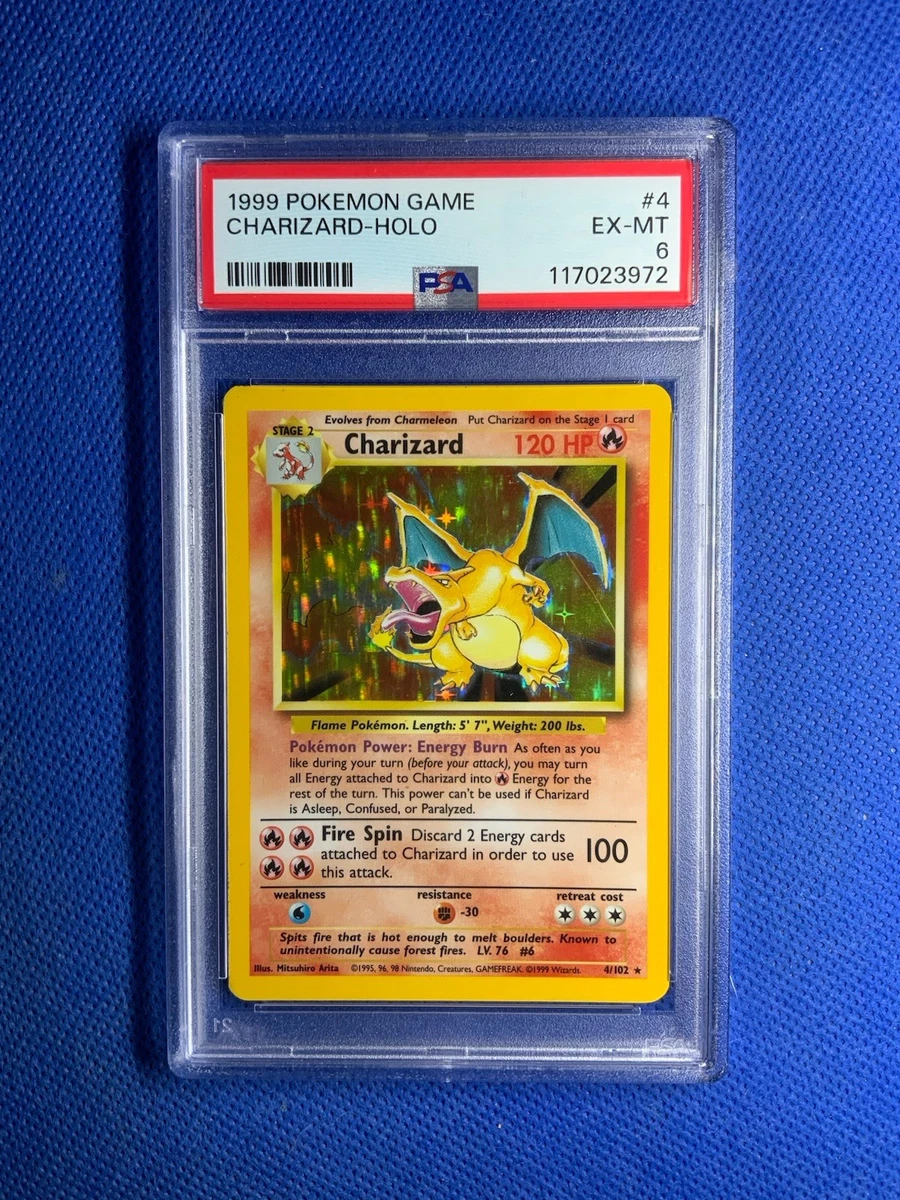 1999 POKEMON GAME #4
CHARIZARD-HOLO EX-MT
6
PSA 117023972
Evolves from Charmeleon Put Charizard on the Stage 1 card
STAGE 2
Charizard 120 HP
Flame Pokémon. Length: 5' 7", Weight: 200 lbs.
Pokémon Power: Energy Burn As often as you
like during your turn (before your attack), you may turn
all Energy attached to Charizard into Energy for the
rest of the turn. This power can't be used if Charizard
is Asleep, Confused, or Paralyzed.
Fire Spin Discard 2 Energy cards
attached to Charizard in order to use 100
this attack.
weakness resistance retreat cost
-30
Spits fire that is hot enough to melt boulders. Known to
unintentionally cause forest fires. LV. 76 #6
Illus. Mitsuhiro Arita ©1995, 96, 98 Nintendo, Creatures, GAMEFREAK. ©1999 Wizards. 4/102 ★